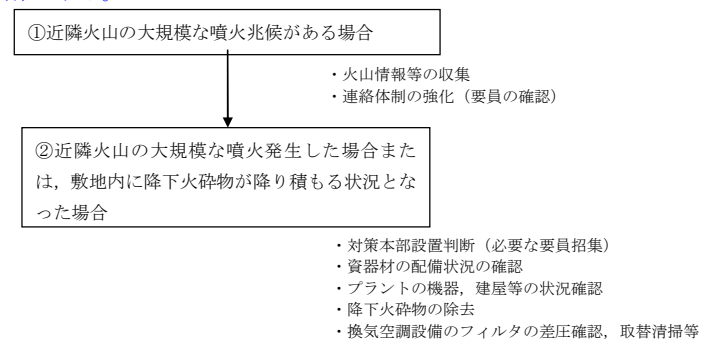 ①近隣火山の大規模な噴火兆候がある場合
・火山情報等の収集
・連絡体制の強化（要員の確認）
②近隣火山の大規模な噴火発生した場合また
は，敷地内に降下火砕物が降り積もる状況とな
った場合
・対策本部設置判断（必要な要員招集）
・資器材の配備状況の確認
・プラントの機器，建屋等の状況確認
・降下火砕物の除去
・換気空調設備のフィルタの差圧確認，取替清掃等